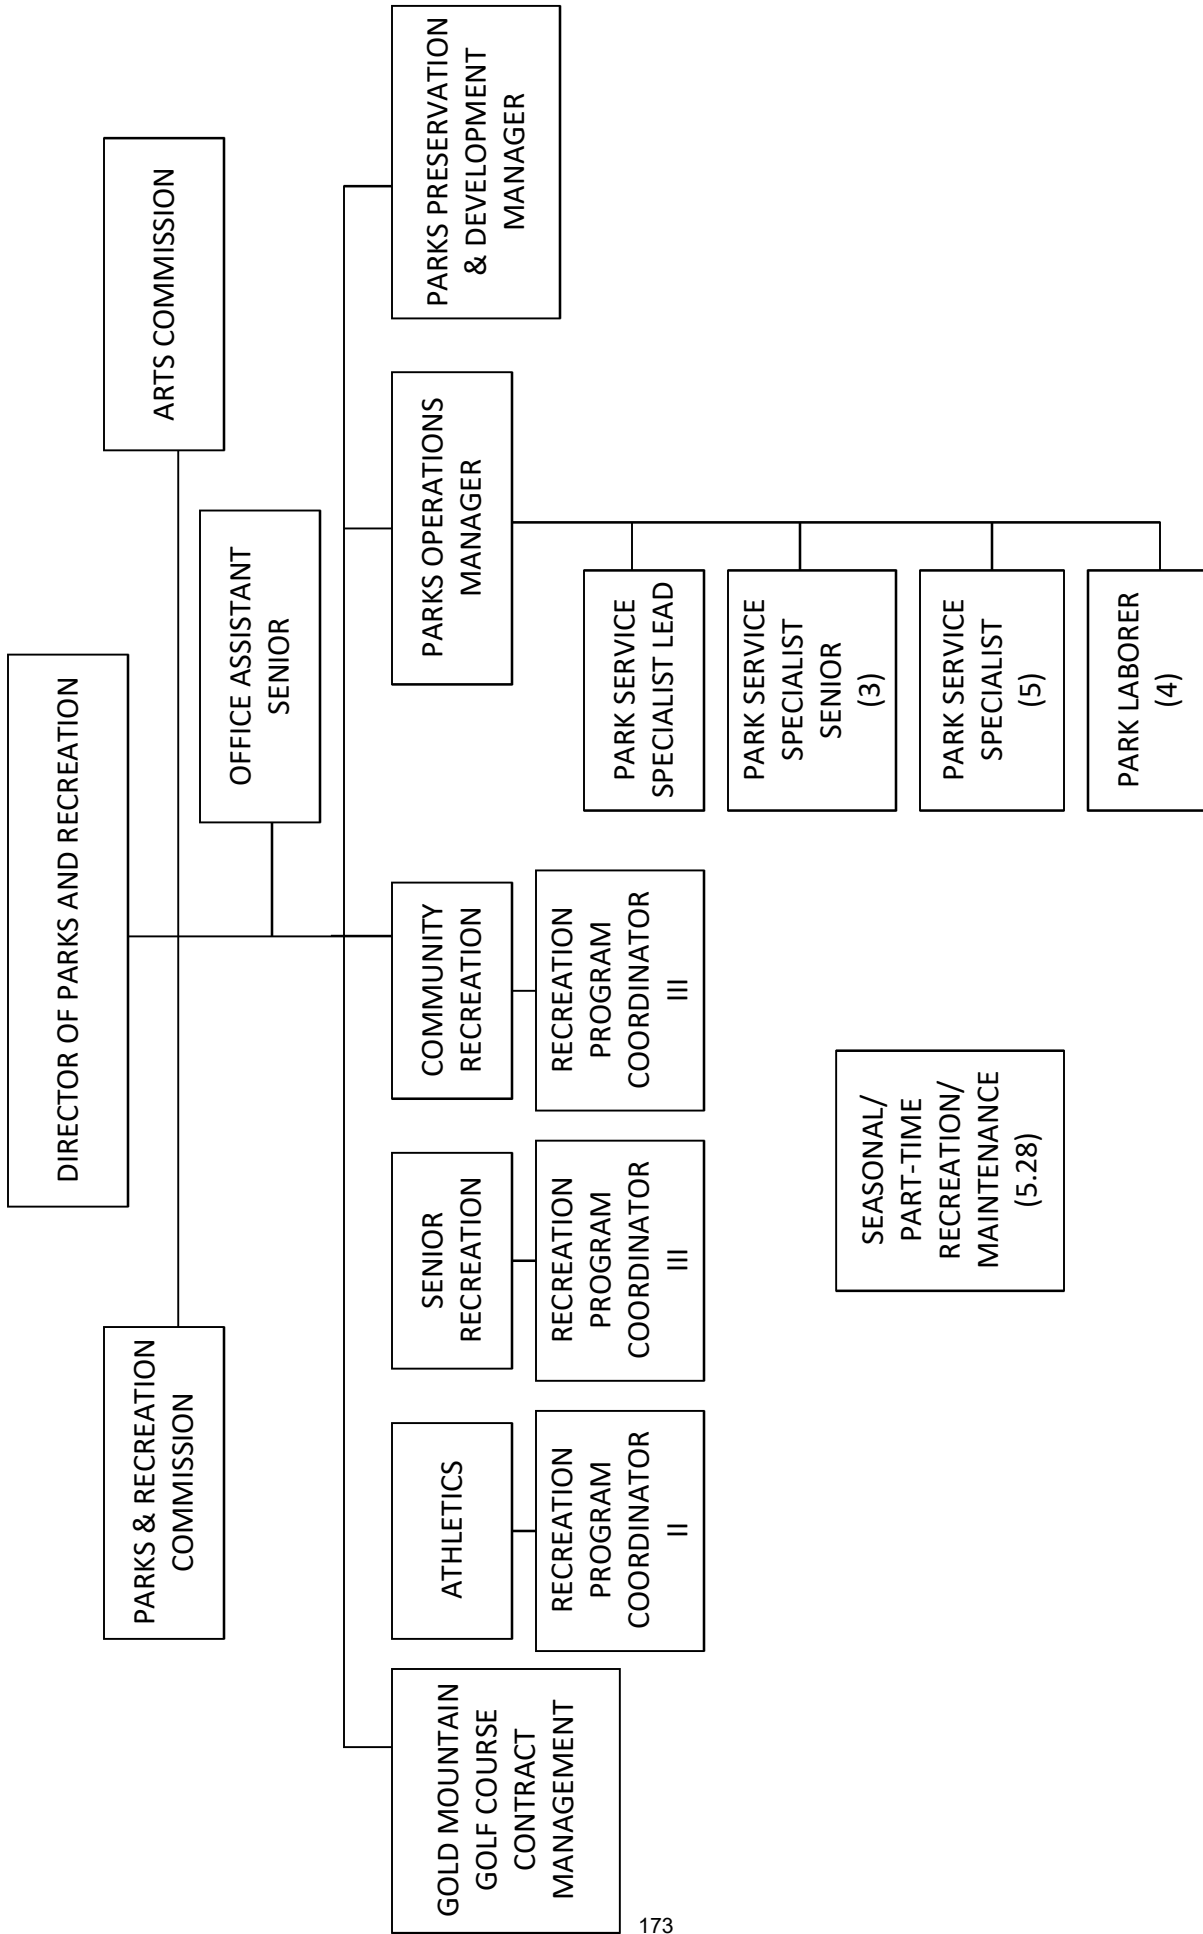 DIRECTOR OF PARKS AND RECREATION
PARKS & RECREATION
COMMISSION
ARTS COMMISSION
OFFICE ASSISTANT
SENIOR
GOLD MOUNTAIN
GOLF COURSE
CONTRACT
MANAGEMENT
ATHLETICS
RECREATION
PROGRAM
COORDINATOR
II
SENIOR
RECREATION
RECREATION
PROGRAM
COORDINATOR
III
COMMUNITY
RECREATION
RECREATION
PROGRAM
COORDINATOR
III
PARKS OPERATIONS
MANAGER
PARK SERVICE
SPECIALIST LEAD
PARK SERVICE
SPECIALIST
SENIOR
(3)
PARK SERVICE
SPECIALIST
(5)
PARK LABORER
(4)
PARKS PRESERVATION
& DEVELOPMENT
MANAGER
SEASONAL/
PART-TIME
RECREATION/
MAINTENANCE
(5.28)
173